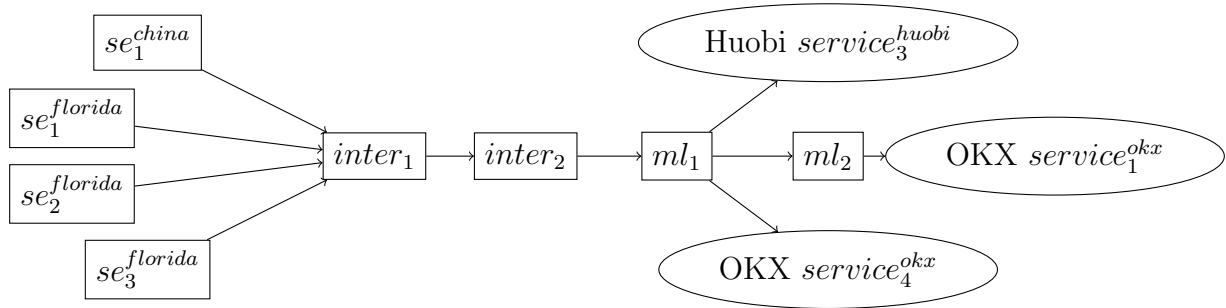 se_1^{china}
Huobi service_3^{huobi}
se_1^{florida}
inter_1
inter_2
ml_1
ml_2
OKX service_1^{okx}
se_2^{florida}
se_3^{florida}
OKX service_4^{okx}